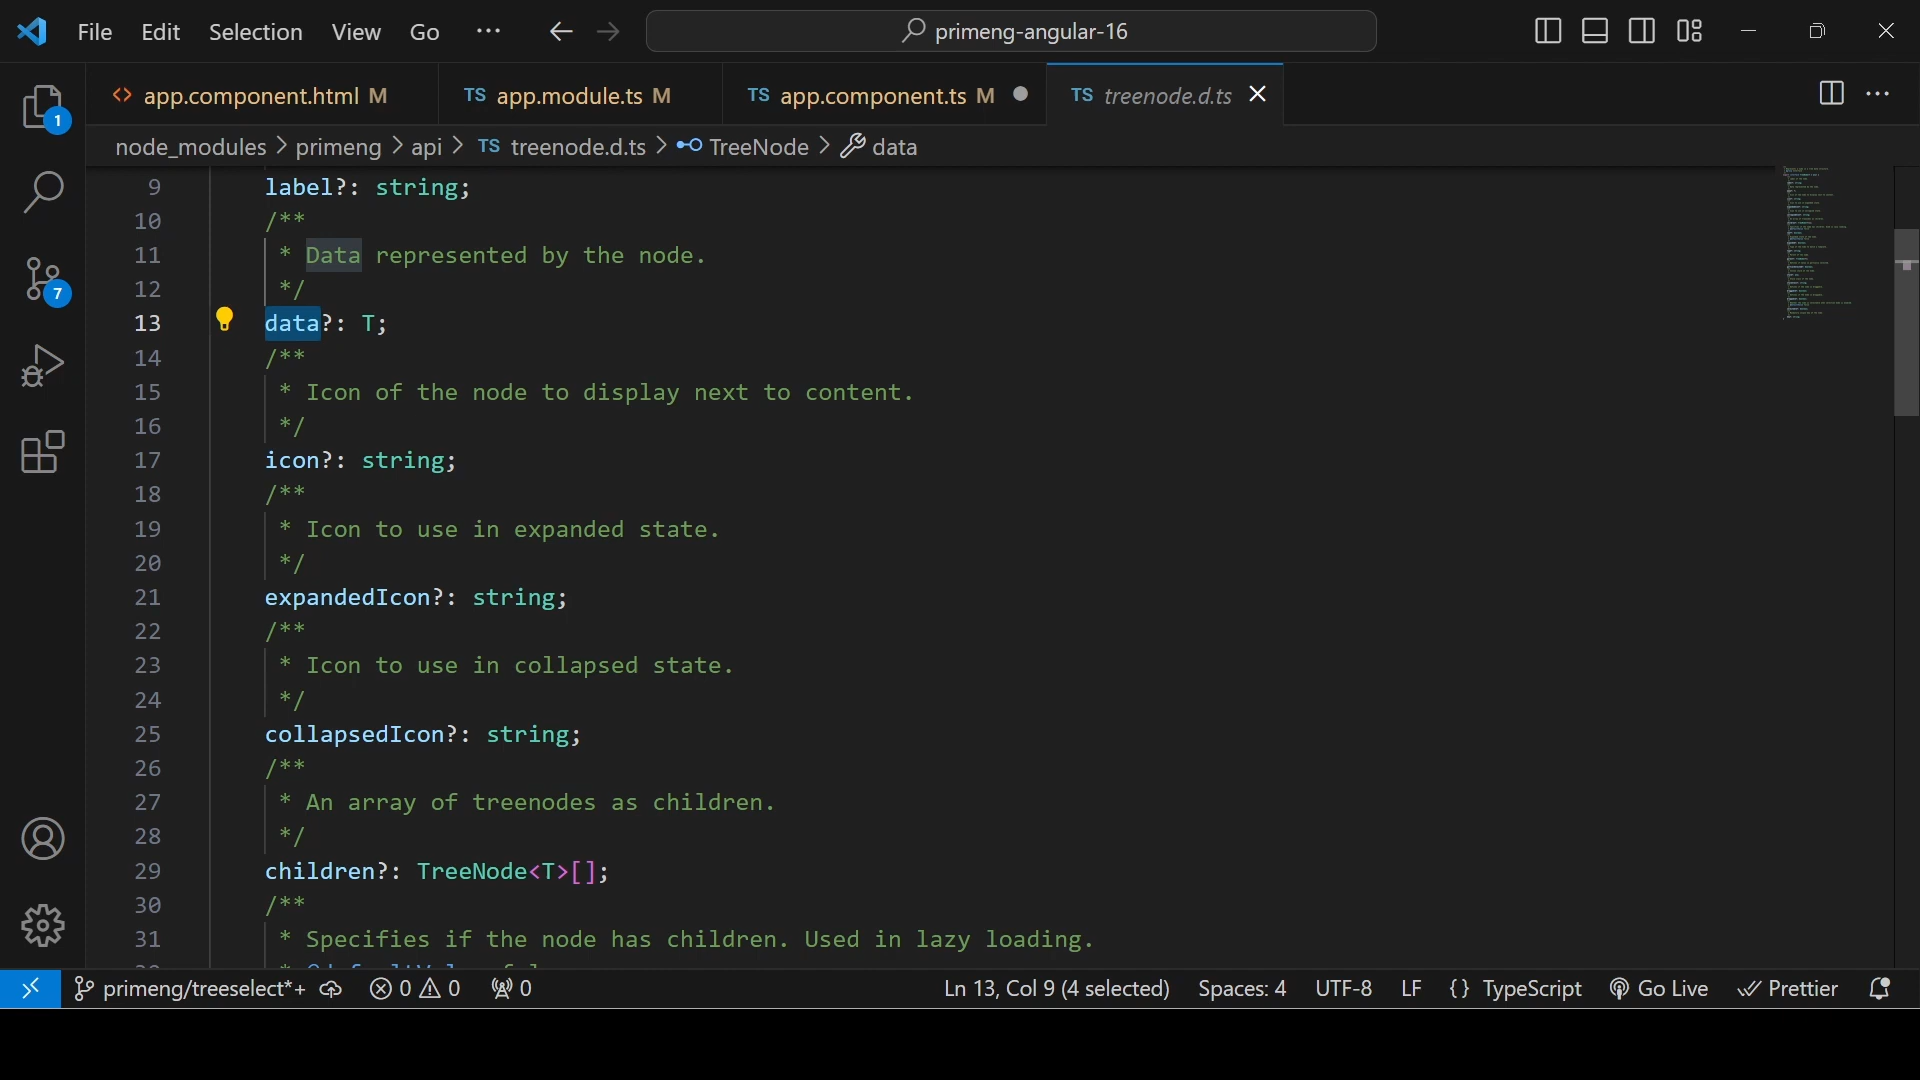 File Edit Selection View Go ··· primeng-angular-16
app.component.html M TS app.module.ts M TS app.component.ts M TS treenode.d.ts
node_modules > primeng > api > TS treenode.d.ts > TreeNode > data
9 label?: string;
10 /**
11 * Data represented by the node.
12 */
13 data?: T;
14 /**
15 * Icon of the node to display next to content.
16 */
17 icon?: string;
18 /**
19 * Icon to use in expanded state.
20 */
21 expandedIcon?: string;
22 /**
23 * Icon to use in collapsed state.
24 */
25 collapsedIcon?: string;
26 /**
27 * An array of treenodes as children.
28 */
29 children?: TreeNode<T>[];
30 /**
31 * Specifies if the node has children. Used in lazy loading.
1
7
primeng/treeselect*+ 0 0 0 Ln 13, Col 9 (4 selected) Spaces: 4 UTF-8 LF {} TypeScript Go Live Prettier